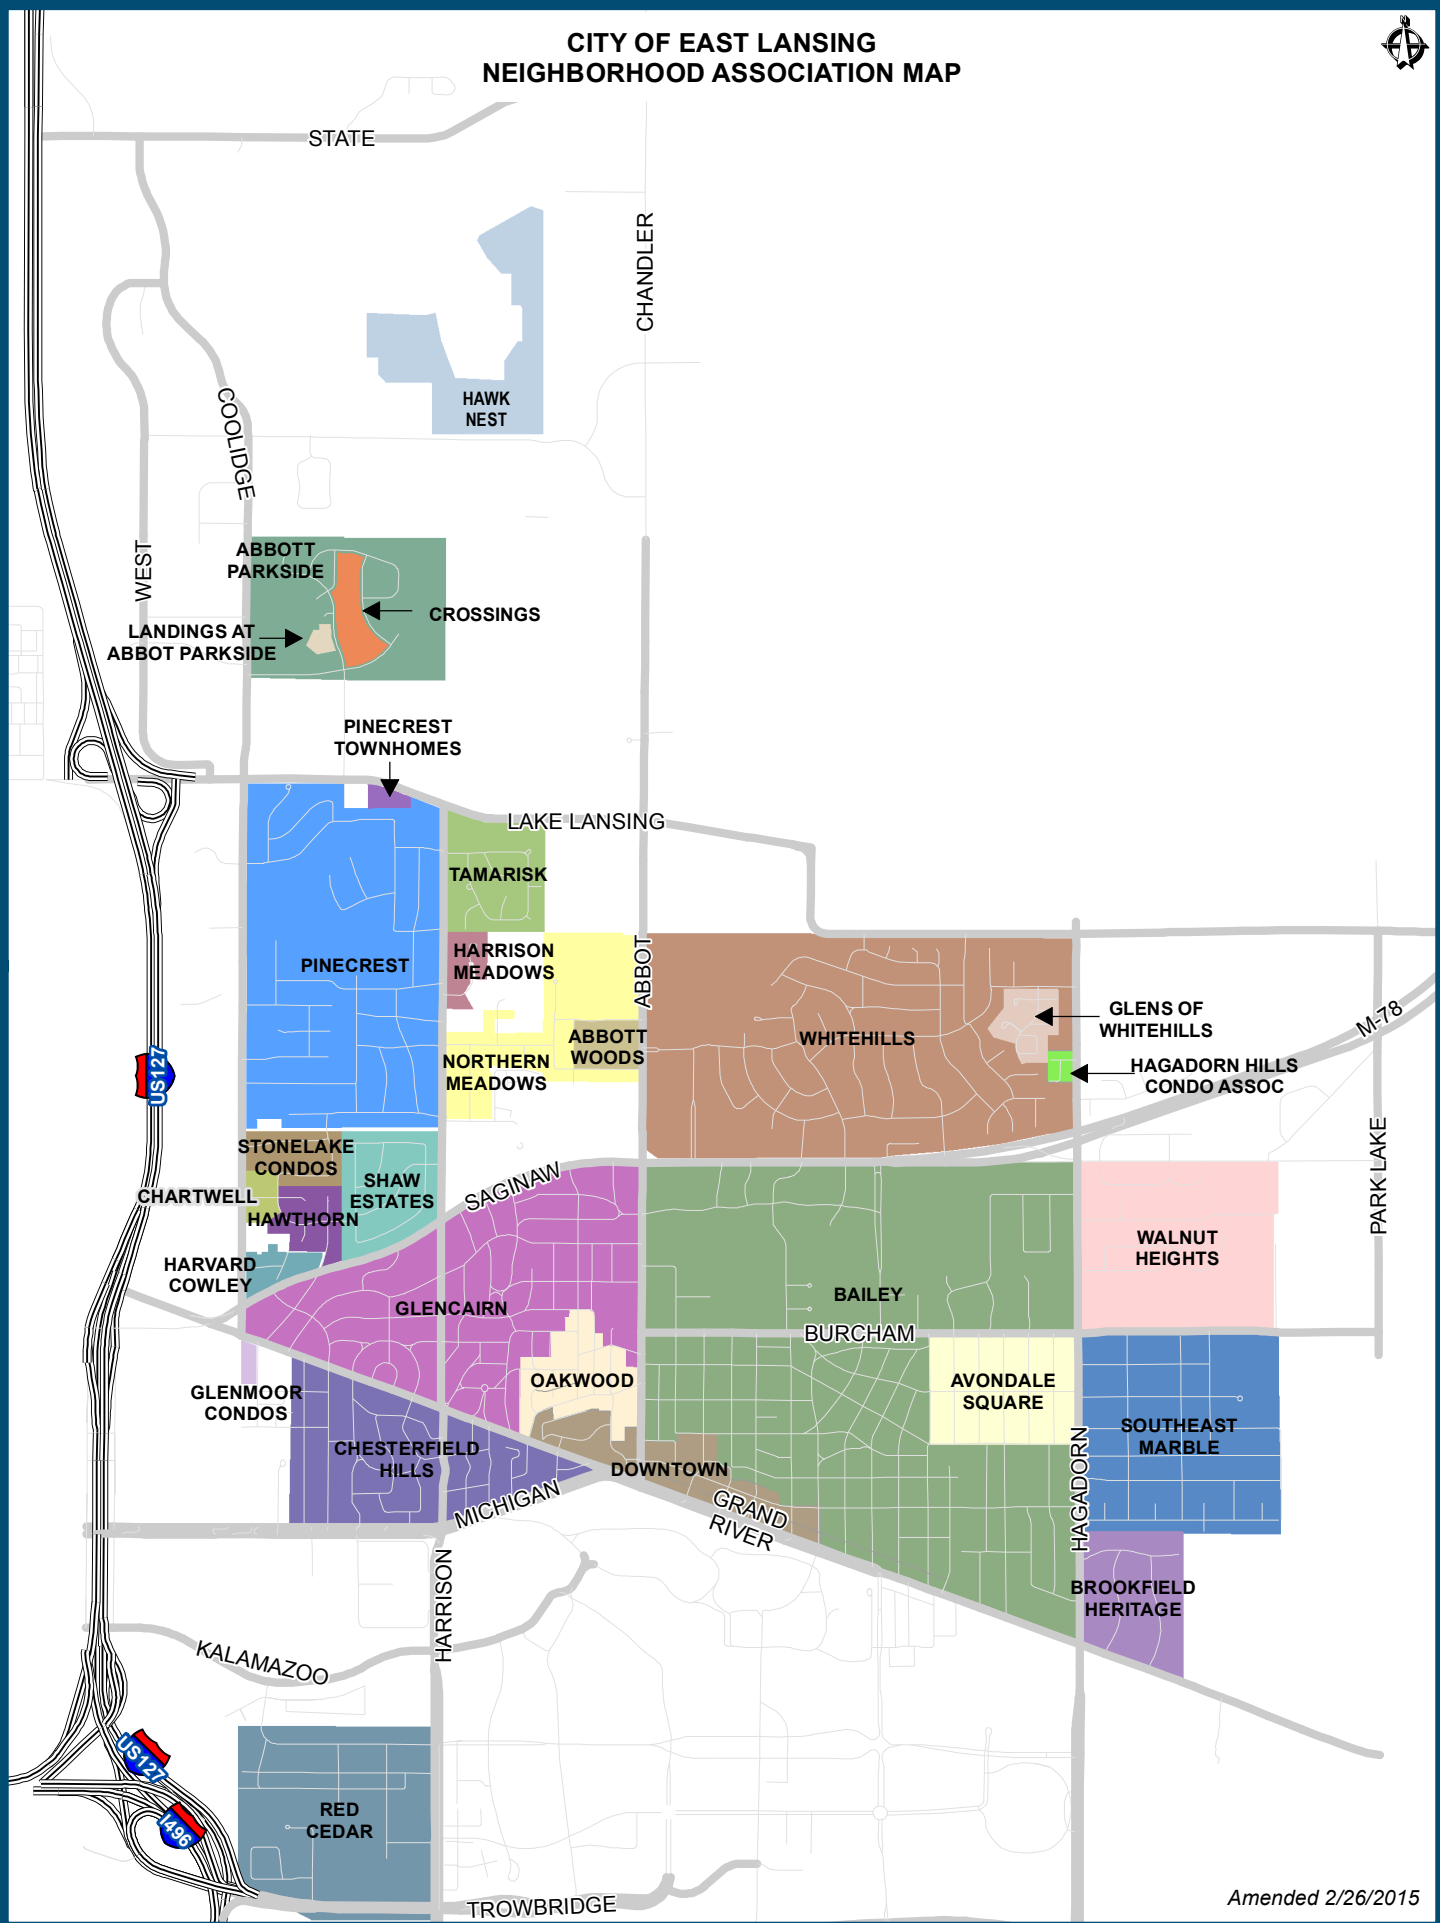 CITY OF EAST LANSING
NEIGHBORHOOD ASSOCIATION MAP
N
STATE
CHANDLER
HAWK
NEST
COOLIDGE
WEST
ABBOTT
PARKSIDE
CROSSINGS
LANDINGS AT
ABBOT PARKSIDE
PINECREST
TOWNHOMES
LAKE LANSING
TAMARISK
HARRISON
MEADOWS
PINECREST
ABBOT
GLENS OF
WHITEHILLS
M-78
WHITEHILLS
ABBOTT
WOODS
NORTHERN
MEADOWS
HAGADORN HILLS
CONDO ASSOC
US127
STONELAKE
CONDOS
SHAW
ESTATES
SAGINAW
CHARTWELL
HAWTHORN
PARK LAKE
WALNUT
HEIGHTS
HARVARD
COWLEY
GLENCAIRN
BAILEY
BURCHAM
OAKWOOD
AVONDALE
SQUARE
GLENMOOR
CONDOS
SOUTHEAST
MARBLE
CHESTERFIELD
HILLS
DOWNTOWN
MICHIGAN
GRAND
RIVER
HAGADORN
HARRISON
BROOKFIELD
HERITAGE
KALAMAZOO
US127
I496
RED
CEDAR
TROWBRIDGE
Amended 2/26/2015